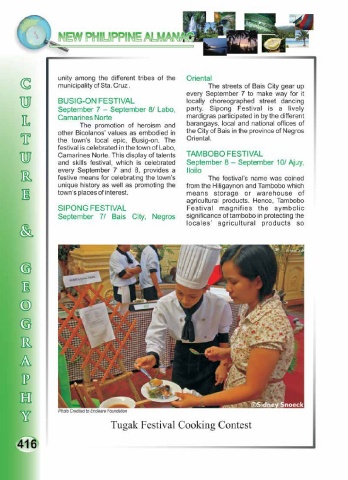 NEW PHILIPPINE ALMANAC
CULTURE & GEOGRAPHY
unity among the different tribes of the
municipality of Sta. Cruz.
BUSIG-ON FESTIVAL
September 7 – September 8/ Labo,
Camarines Norte
The promotion of heroism and
other Bicolanos' values as embodied in
the town's local epic, Busig-on. The
festival is celebrated in the town of Labo,
Camarines Norte. This display of talents
and skills festival, which is celebrated
every September 7 and 8, provides a
festive means for celebrating the town's
unique history as well as promoting the
town's places of interest.
SIPONG FESTIVAL
September 7/ Bais City, Negros
Oriental
The streets of Bais City gear up
every September 7 to make way for it
locally choreographed street dancing
party. Sipong Festival is a lively
mardigras participated in by the different
barangays, local and national offices of
the City of Bais in the province of Negros
Oriental.
TAMBOBO FESTIVAL
September 8 – September 10/ Ajuy,
Iloilo
The festival's name was coined
from the Hiligaynon and Tambobo which
means storage or warehouse of
agricultural products. Hence, Tambobo
Festival magnifies the symbolic
significance of tambobo in protecting the
locales' agricultural products so
©Sidney Snoeck
Photo Credited to Enclears Foundation
Tugak Festival Cooking Contest
416